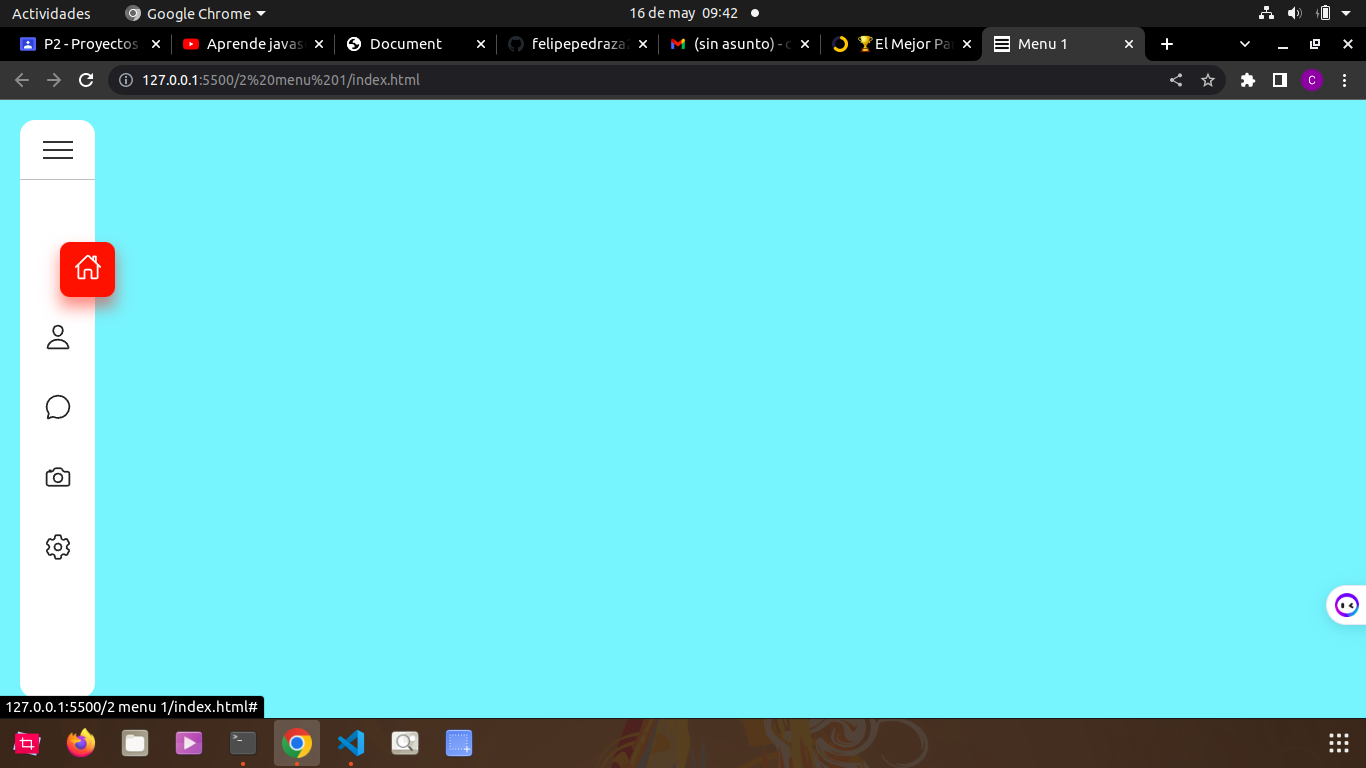 Actividades Google Chrome 16 de may 09:42
P2 - Proyectos Aprende javas Document felipepedraza (sin asunto) - El Mejor Pa Menu 1
127.0.0.1:5500/2%20menu%201/index.html C
127.0.0.1:5500/2 menu 1/index.html#